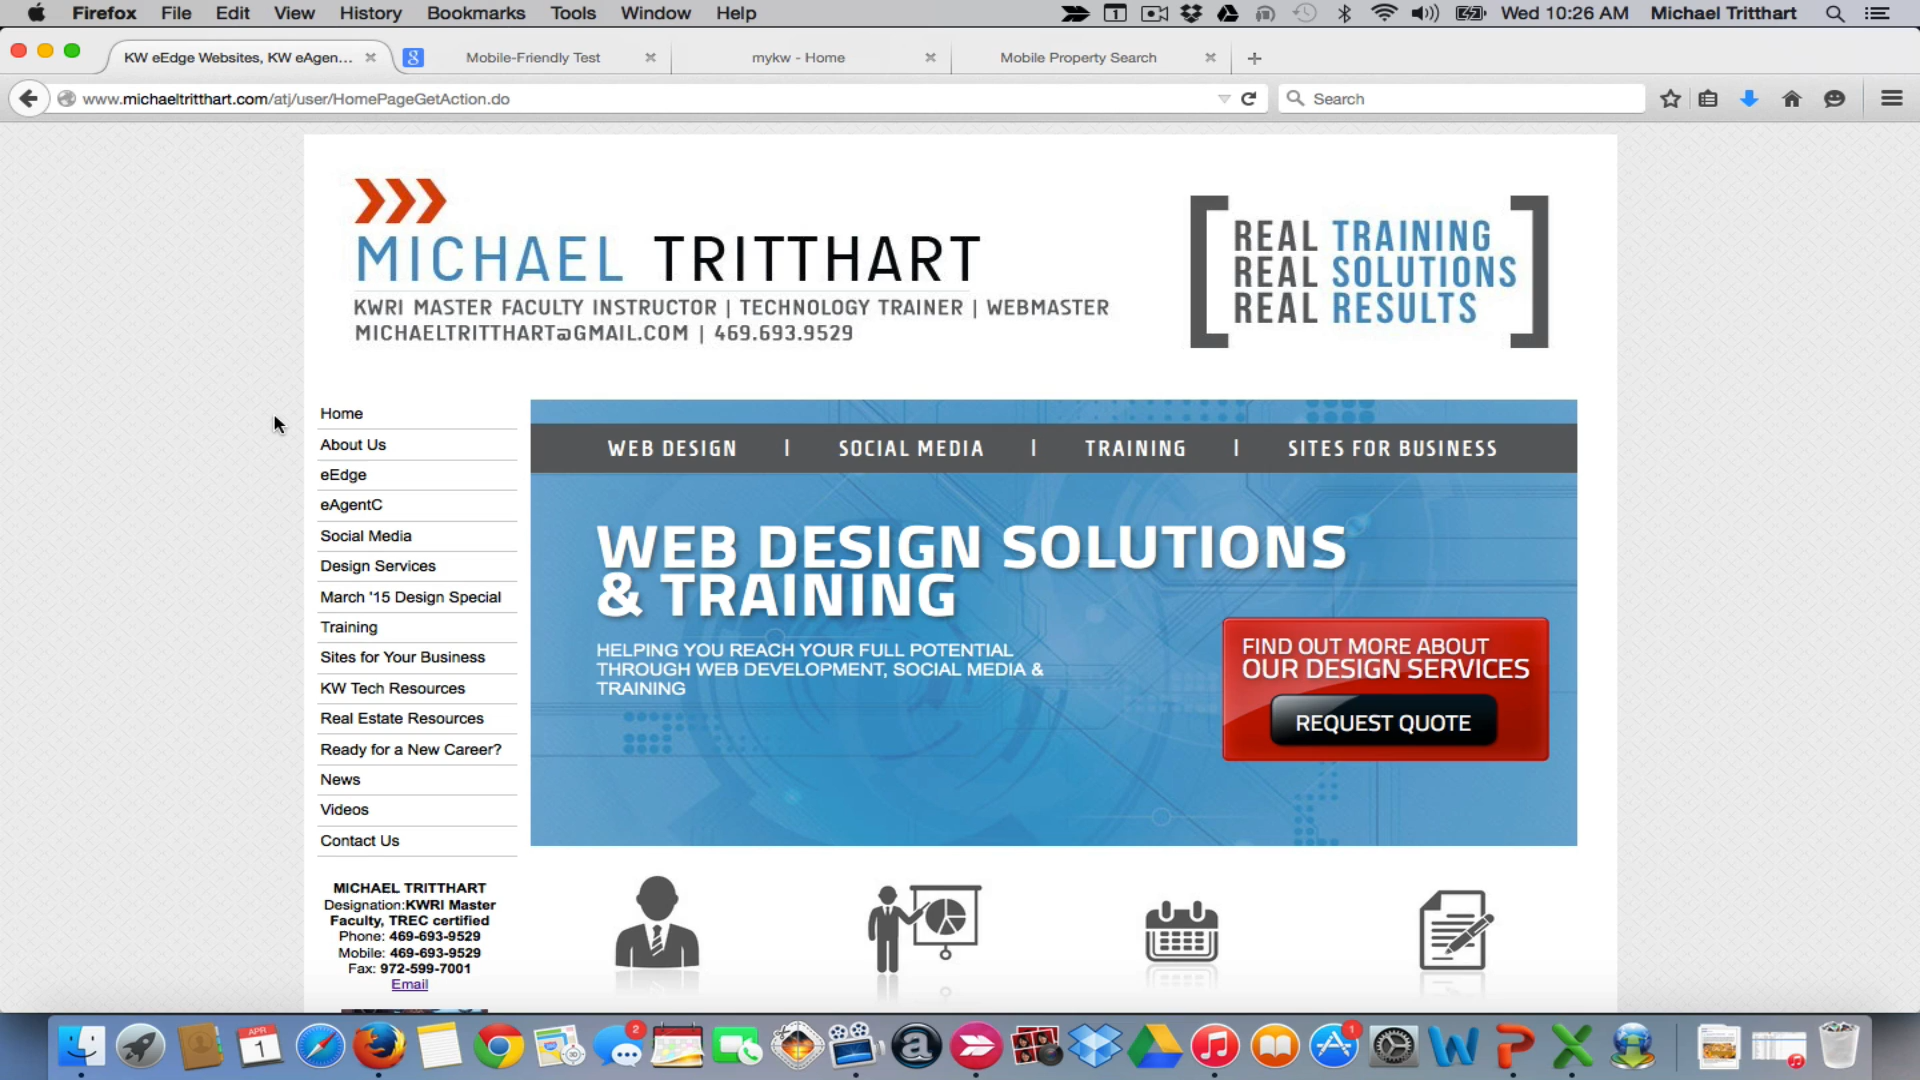 Firefox File Edit View History Bookmarks Tools Window Help
1
Wed 10:26 AM Michael Tritthart
KW eEdge Websites, KW eAgen...
8 Mobile-Friendly Test
mykw - Home
Mobile Property Search
www.michaeltritthart.com/atj/user/HomePageGetAction.do
Search
MICHAEL TRITTHART
KWRI MASTER FACULTY INSTRUCTOR | TECHNOLOGY TRAINER | WEBMASTER
MICHAELTRITTHART@GMAIL.COM | 469.693.9529
REAL TRAINING
REAL SOLUTIONS
REAL RESULTS
Home
About Us
eEdge
eAgentC
Social Media
Design Services
March '15 Design Special
Training
Sites for Your Business
KW Tech Resources
Real Estate Resources
Ready for a New Career?
News
Videos
Contact Us
WEB DESIGN | SOCIAL MEDIA | TRAINING | SITES FOR BUSINESS
WEB DESIGN SOLUTIONS
& TRAINING
HELPING YOU REACH YOUR FULL POTENTIAL
THROUGH WEB DEVELOPMENT, SOCIAL MEDIA &
TRAINING
FIND OUT MORE ABOUT
OUR DESIGN SERVICES
REQUEST QUOTE
MICHAEL TRITTHART
Designation:KWRI Master
Faculty, TREC certified
Phone: 469-693-9529
Mobile: 469-693-9529
Fax: 972-599-7001
Email
APR
1
2
a
1
W
P
X